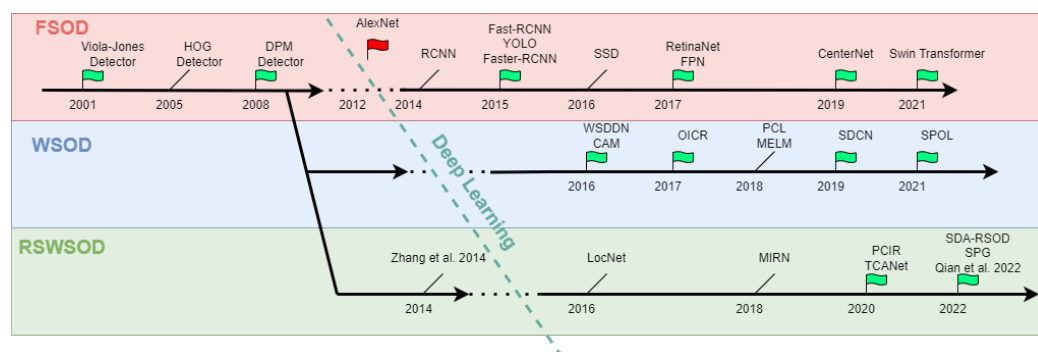 FSOD
AlexNet
Viola-Jones
Detector
HOG
Detector
DPM
Detector
RCNN
Fast-RCNN
YOLO
Faster-RCNN
SSD
RetinaNet
FPN
CenterNet
Swin Transformer
2001
2005
2008
2012
2014
2015
2016
2017
2019
2021
Deep Learning
WSOD
WSDDN
CAM
OICR
PCL
MELM
SDCN
SPOL
2016
2017
2018
2019
2021
RSWSOD
Zhang et al. 2014
LocNet
MIRN
PCIR
TCANet
SDA-RSOD
SPG
Qian et al. 2022
2014
2016
2018
2020
2022